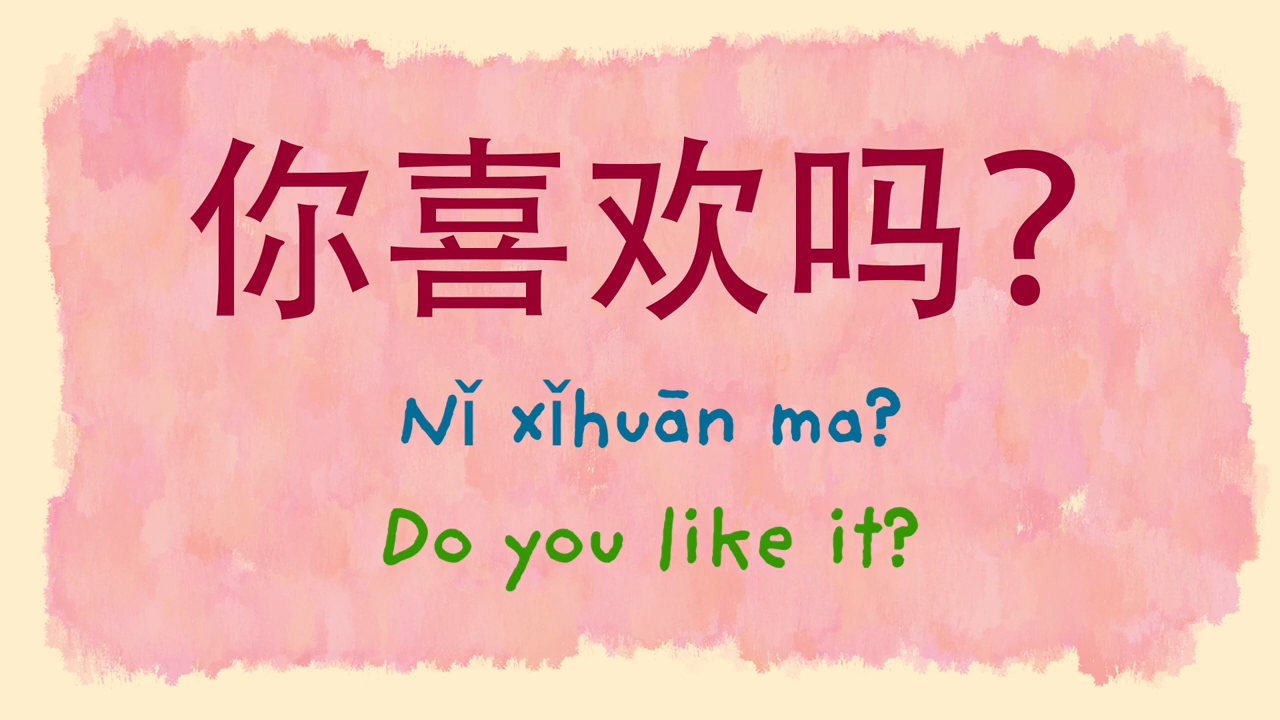 你喜欢吗？
Nǐ xǐhuān ma?
Do you like it?